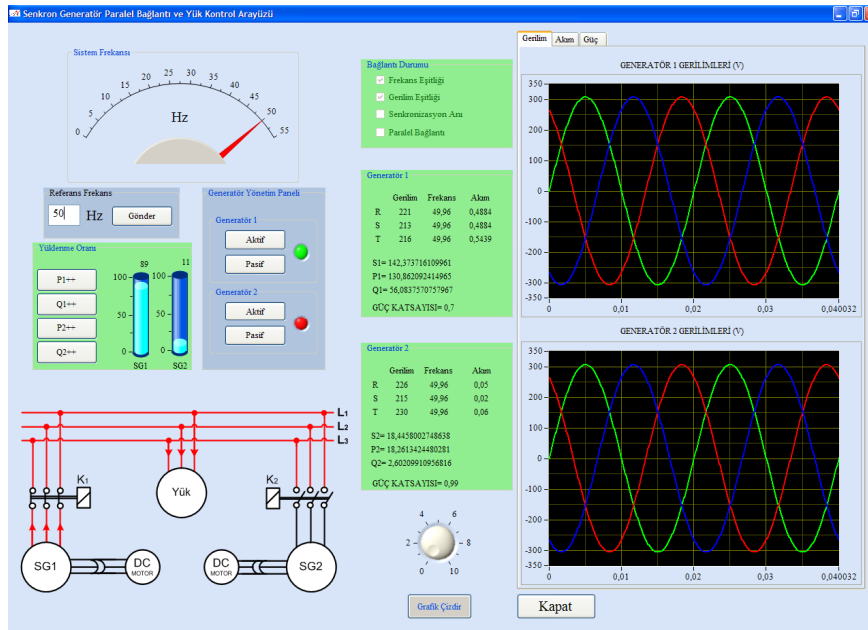 Senkron Generatör Paralel Bağlantı ve Yük Kontrol Arayüzü
Sistem Frekansı
0 5 10 15 20 25 30 35 40 45 50 55
Hz
Referans Frekans
50 Hz Gönder
Generatör Yönetim Paneli
Generatör 1
Aktif
Pasif
Generatör 2
Aktif
Pasif
Yüklenme Oranı
P1++
Q1++
P2++
Q2++
89 11
100 100
50 50
0 0
SG1 SG2
L1
L2
L3
K1
Yük
K2
SG1
DC
MOTOR
DC
MOTOR
SG2
Bağlantı Durumu
Frekans Eşitliği
Gerilim Eşitliği
Senkronizasyon Anı
Paralel Bağlantı
Generatör 1
Gerilim Frekans Akım
R 221 49,96 0,4884
S 213 49,96 0,4884
T 216 49,96 0,5439
S1= 142,373716109961
P1= 130,862092414965
Q1= 56,0837570757967
GÜÇ KATSAYISI= 0,7
Generatör 2
Gerilim Frekans Akım
R 226 49,96 0,05
S 215 49,96 0,02
T 230 49,96 0,06
S2= 18,4458002748638
P2= 18,2613424480281
Q2= 2,60209910956816
GÜÇ KATSAYISI= 0,99
0 2 4 6 8 10
Grafik Çizdir
Gerilim Akım Güç
GENERATÖR 1 GERİLİMLERİ (V)
350
300
200
100
0
-100
-200
-300
-350
0 0,01 0,02 0,03 0,040032
GENERATÖR 2 GERİLİMLERİ (V)
350
300
200
100
0
-100
-200
-300
-350
0 0,01 0,02 0,03 0,040032
Kapat